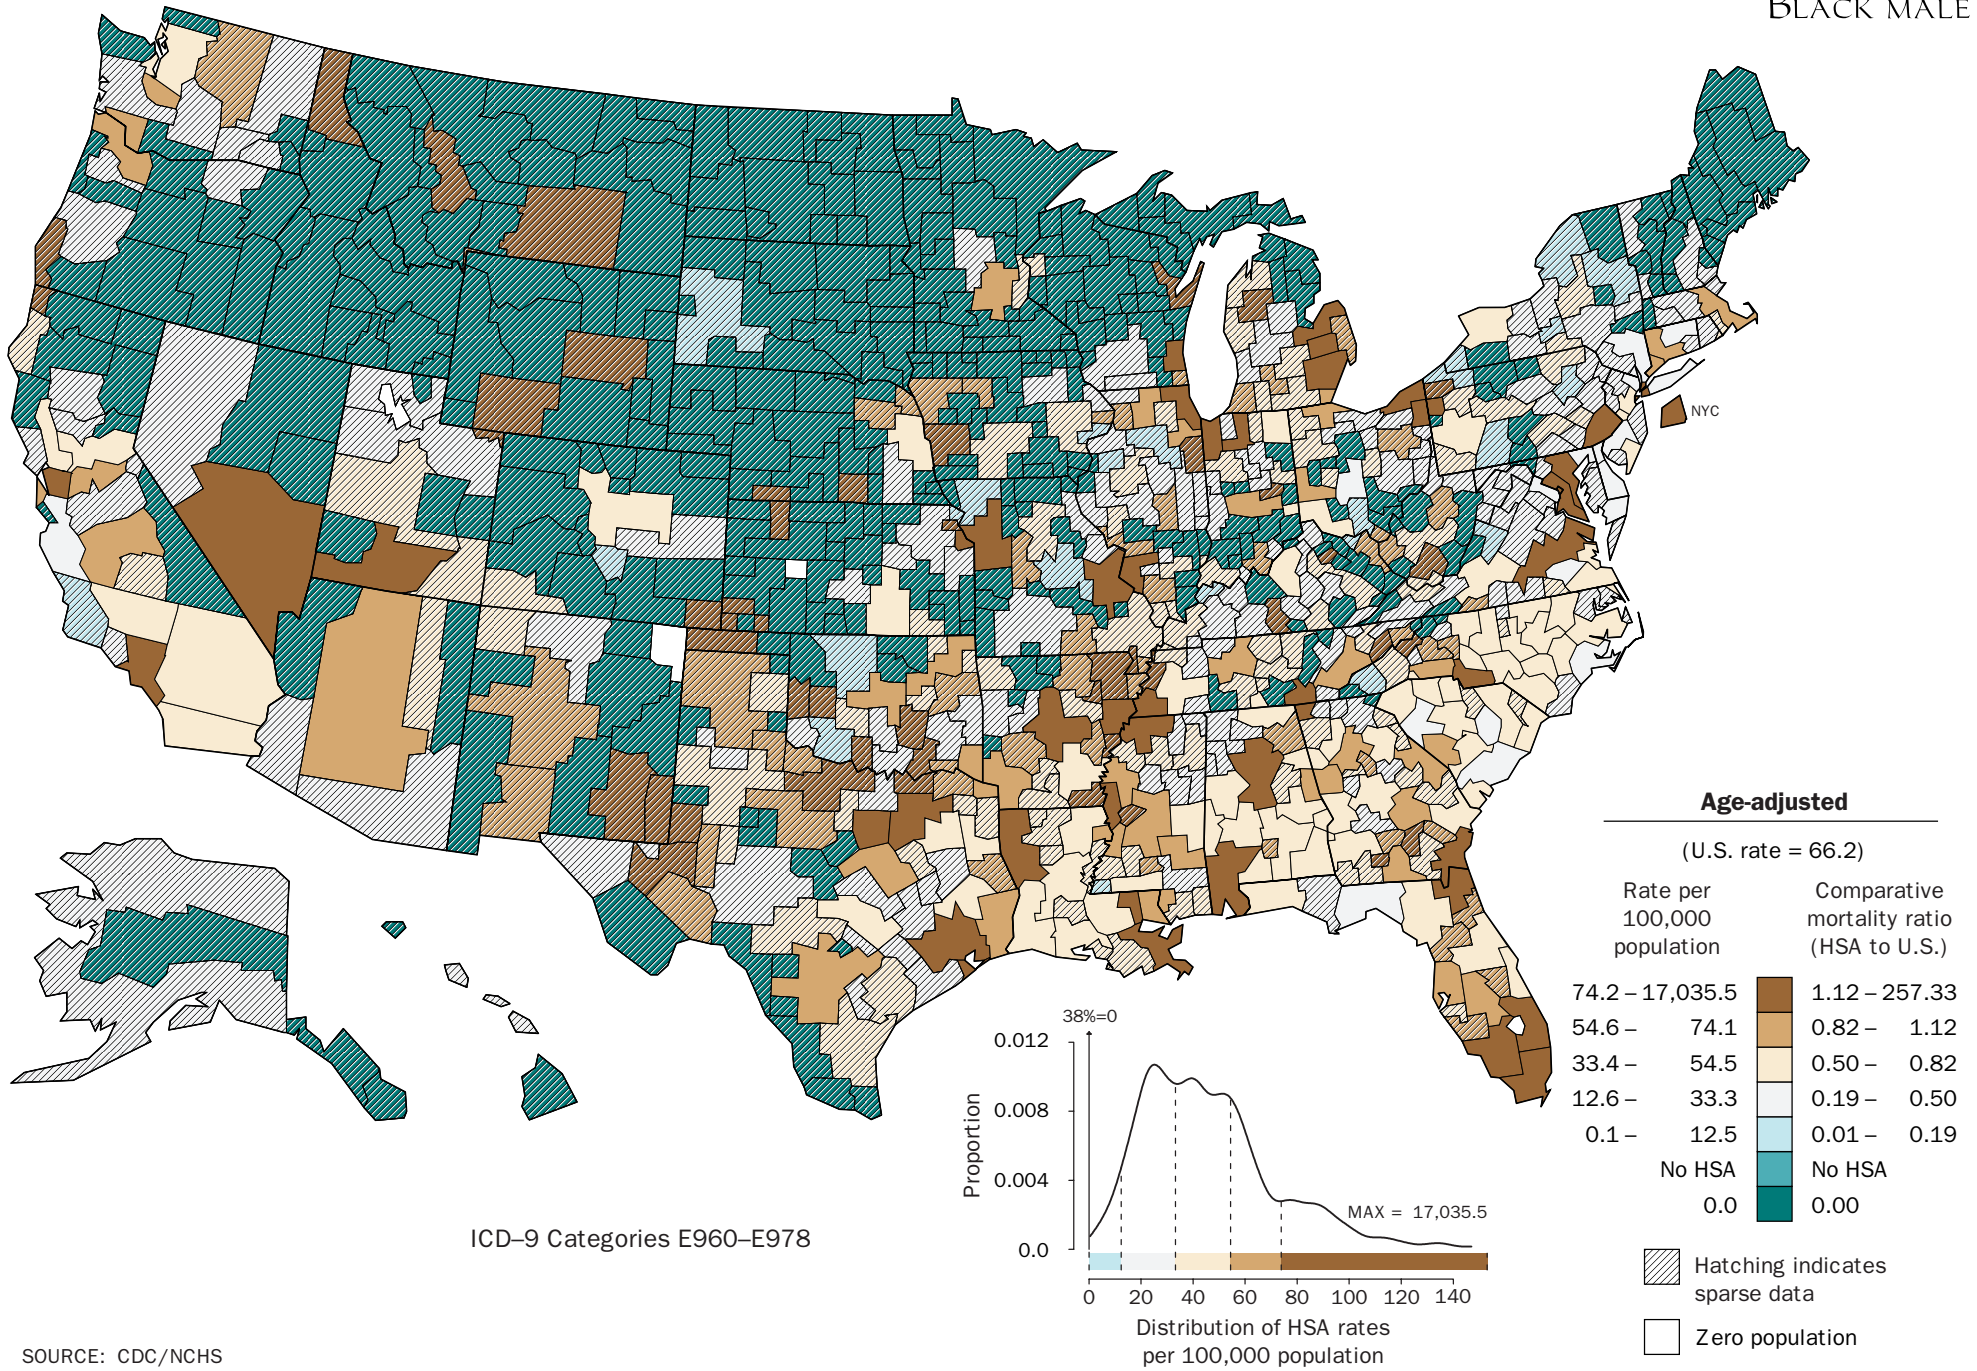 BLACK MALE
NYC
Age-adjusted
(U.S. rate = 66.2)
Rate per
100,000
population
Comparative
mortality ratio
(HSA to U.S.)
74.2 – 17,035.5 1.12 – 257.33
54.6 – 74.1 0.82 – 1.12
33.4 – 54.5 0.50 – 0.82
12.6 – 33.3 0.19 – 0.50
0.1 – 12.5 0.01 – 0.19
No HSA No HSA
0.0 0.00
Hatching indicates
sparse data
Zero population
38%=0
0.012
0.008
0.004
0.0
Proportion
MAX = 17,035.5
0 20 40 60 80 100 120 140
Distribution of HSA rates
per 100,000 population
ICD–9 Categories E960–E978
SOURCE: CDC/NCHS